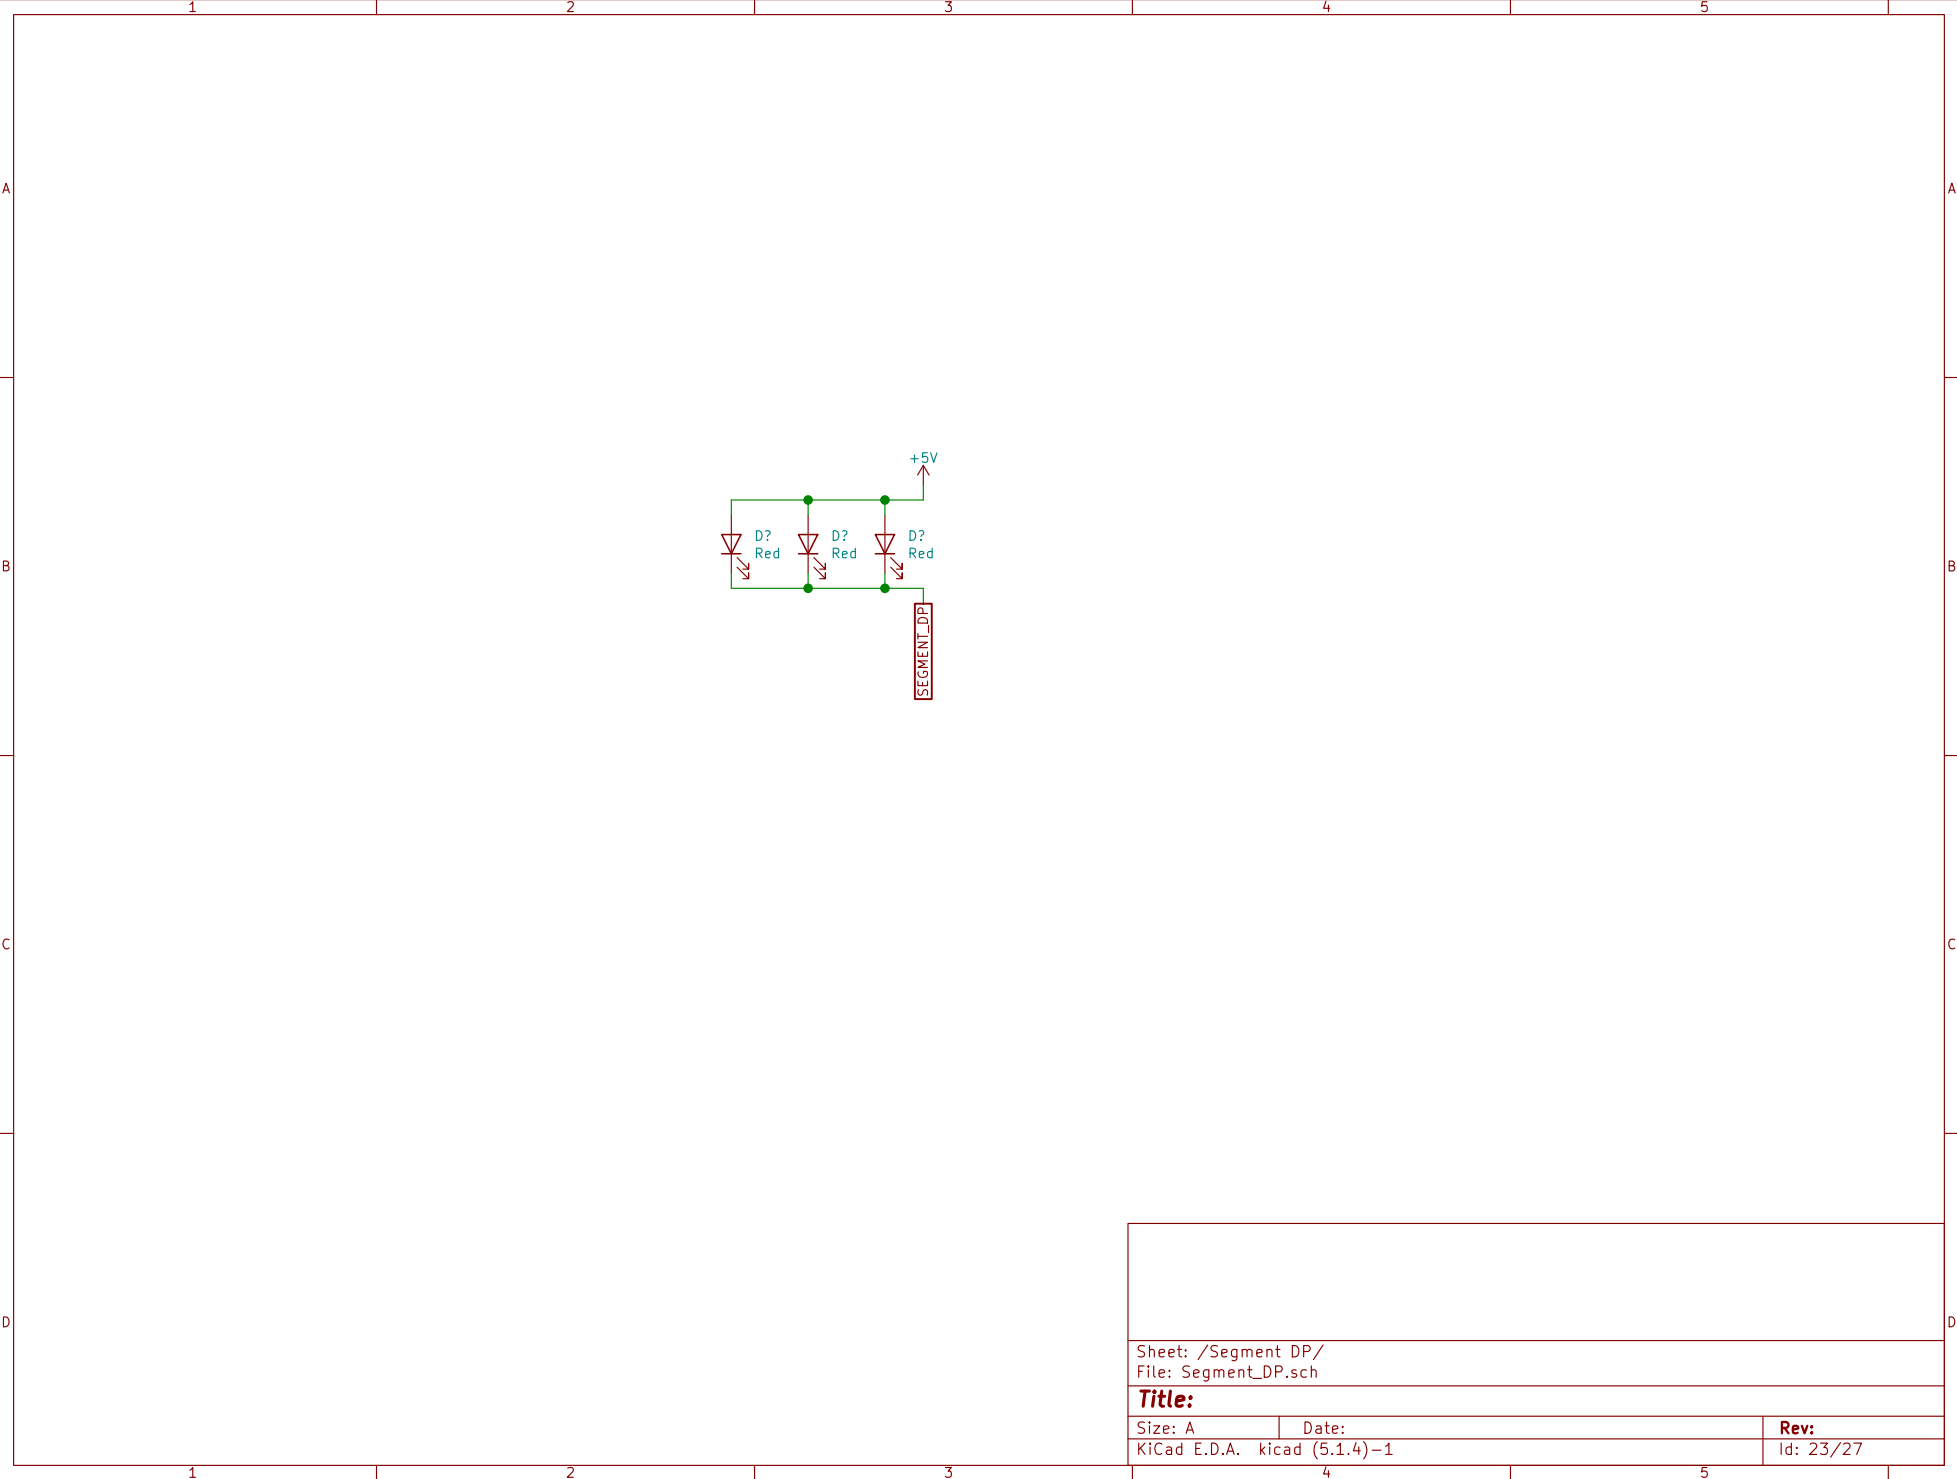 1 2 3 4 5
A A
+5V
D? D? D?
Red Red Red
B B
SEGMENT_DP
C C
D D
Sheet: /Segment DP/
File: Segment_DP.sch
Title:
Size: A Date: Rev:
KiCad E.D.A. kicad (5.1.4)-1 Id: 23/27
1 2 3 4 5